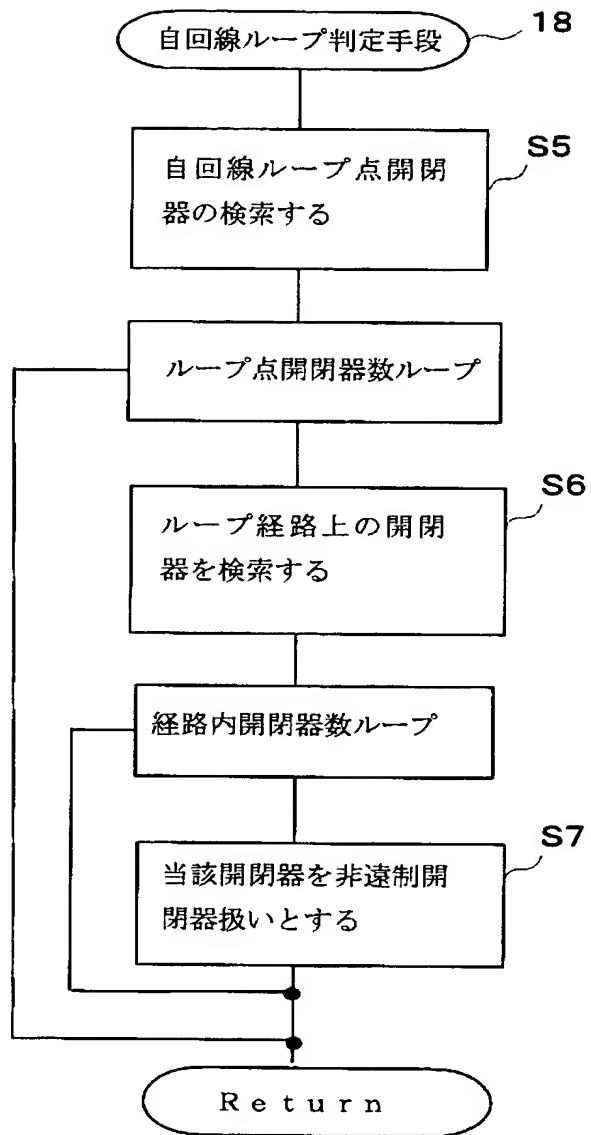 自回線ループ判定手段
18
S5
自回線ループ点開閉
器の検索する
ループ点開閉器数ループ
S6
ループ経路上の開閉
器を検索する
経路内開閉器数ループ
S7
当該開閉器を非遠制開
閉器扱いとする
Return